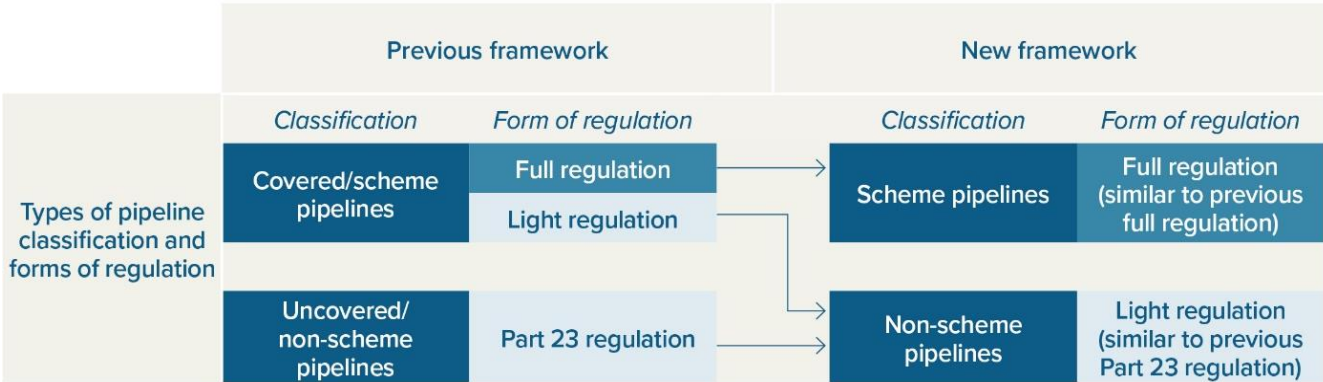 Previous framework
New framework
Classification
Form of regulation
Classification
Form of regulation
Types of pipeline
classification and
forms of regulation
Covered/scheme
pipelines
Full regulation
Light regulation
Scheme pipelines
Full regulation
(similar to previous
full regulation)
Uncovered/
non-scheme
pipelines
Part 23 regulation
Non-scheme
pipelines
Light regulation
(similar to previous
Part 23 regulation)